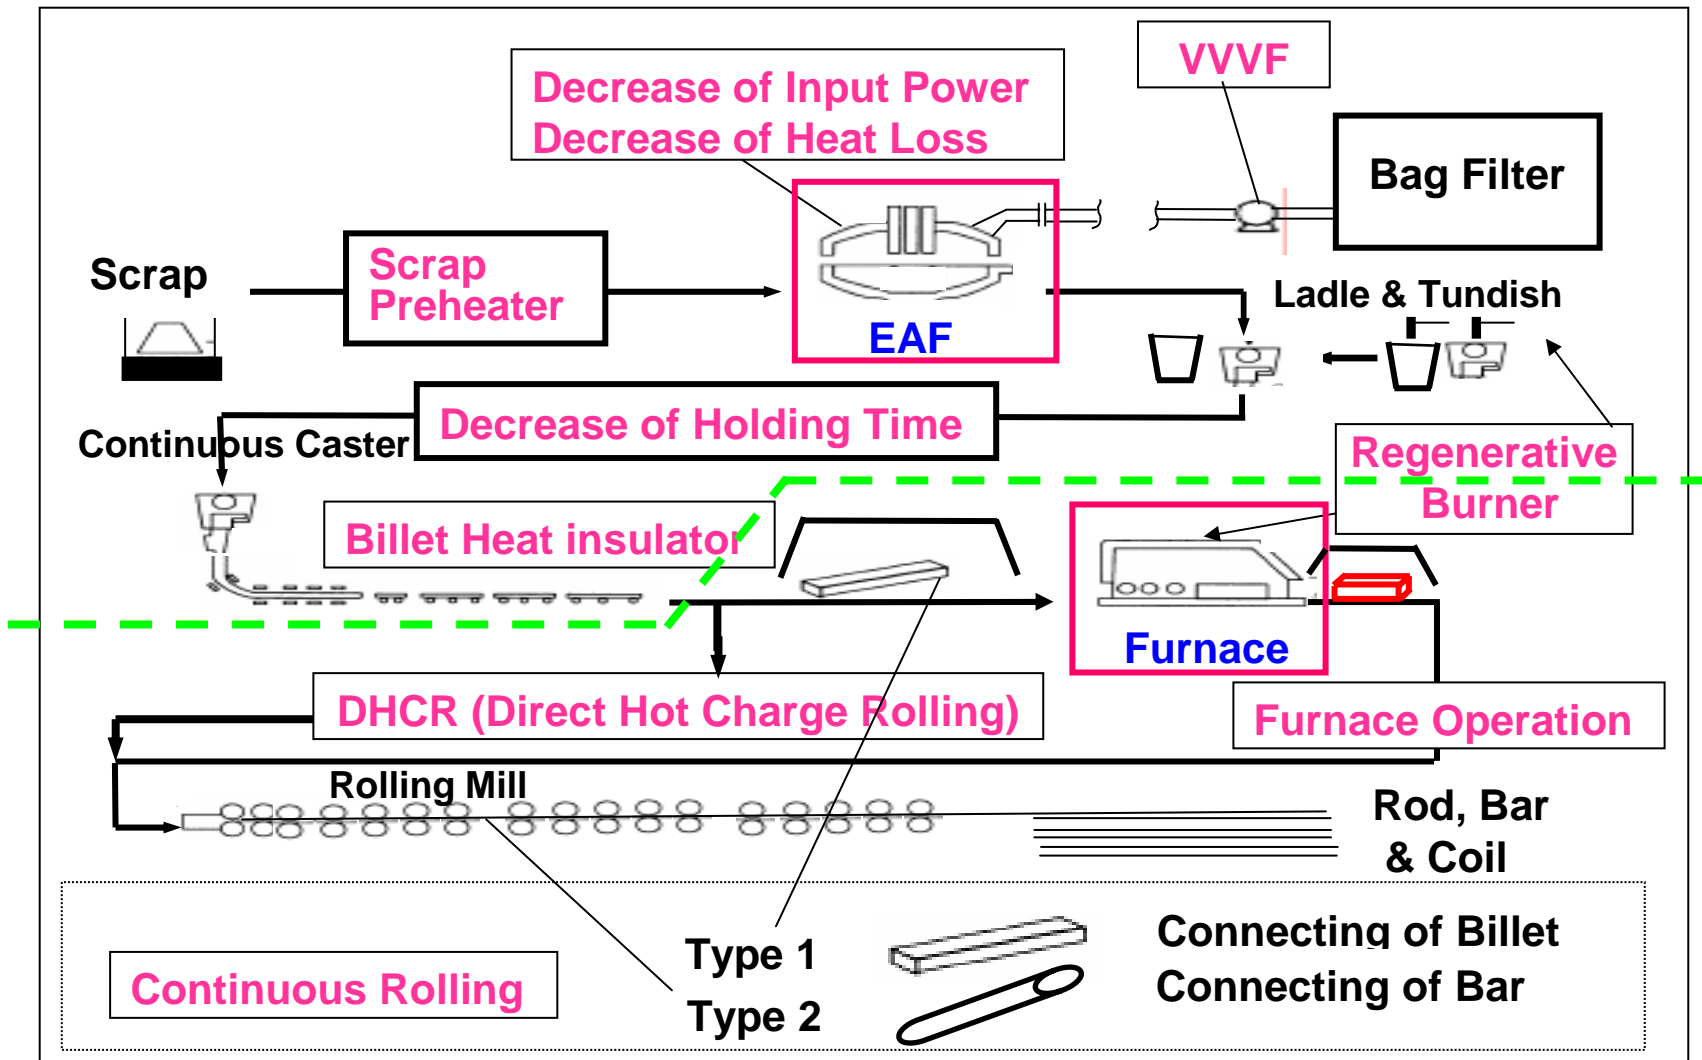 VVVF
Decrease of Input Power
Decrease of Heat Loss
Bag Filter
Scrap
Scrap
Preheater
EAF
Ladle & Tundish
Decrease of Holding Time
Continuous Caster
Regenerative
Burner
Billet Heat insulator
Furnace
DHCR (Direct Hot Charge Rolling)
Furnace Operation
Rolling Mill
Rod, Bar
& Coil
Type 1
Connecting of Billet
Continuous Rolling
Type 2
Connecting of Bar